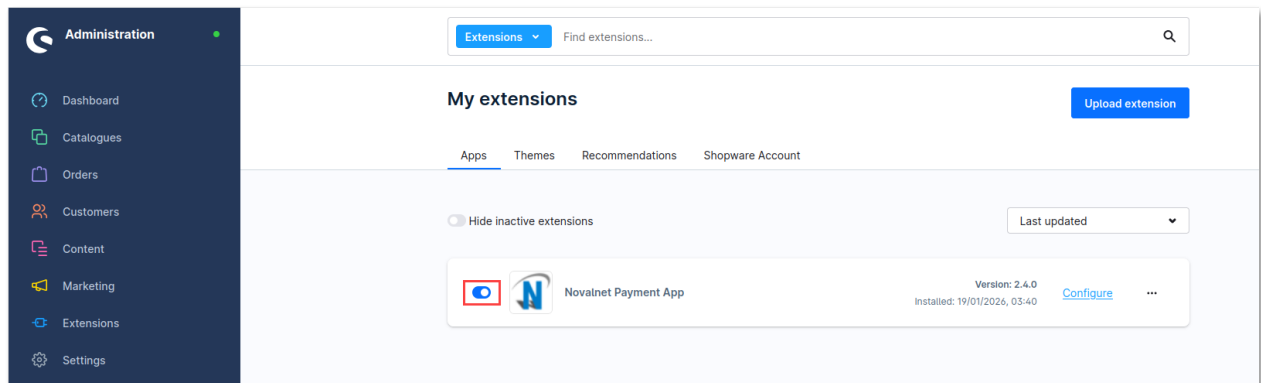 Administration
Dashboard
Catalogues
Orders
Customers
Content
Marketing
Extensions
Settings
Extensions
Find extensions...
My extensions
Upload extension
Apps Themes Recommendations Shopware Account
Hide inactive extensions
Last updated
N
Novalnet Payment App
Version: 2.4.0
Installed: 19/01/2026, 03:40
Configure